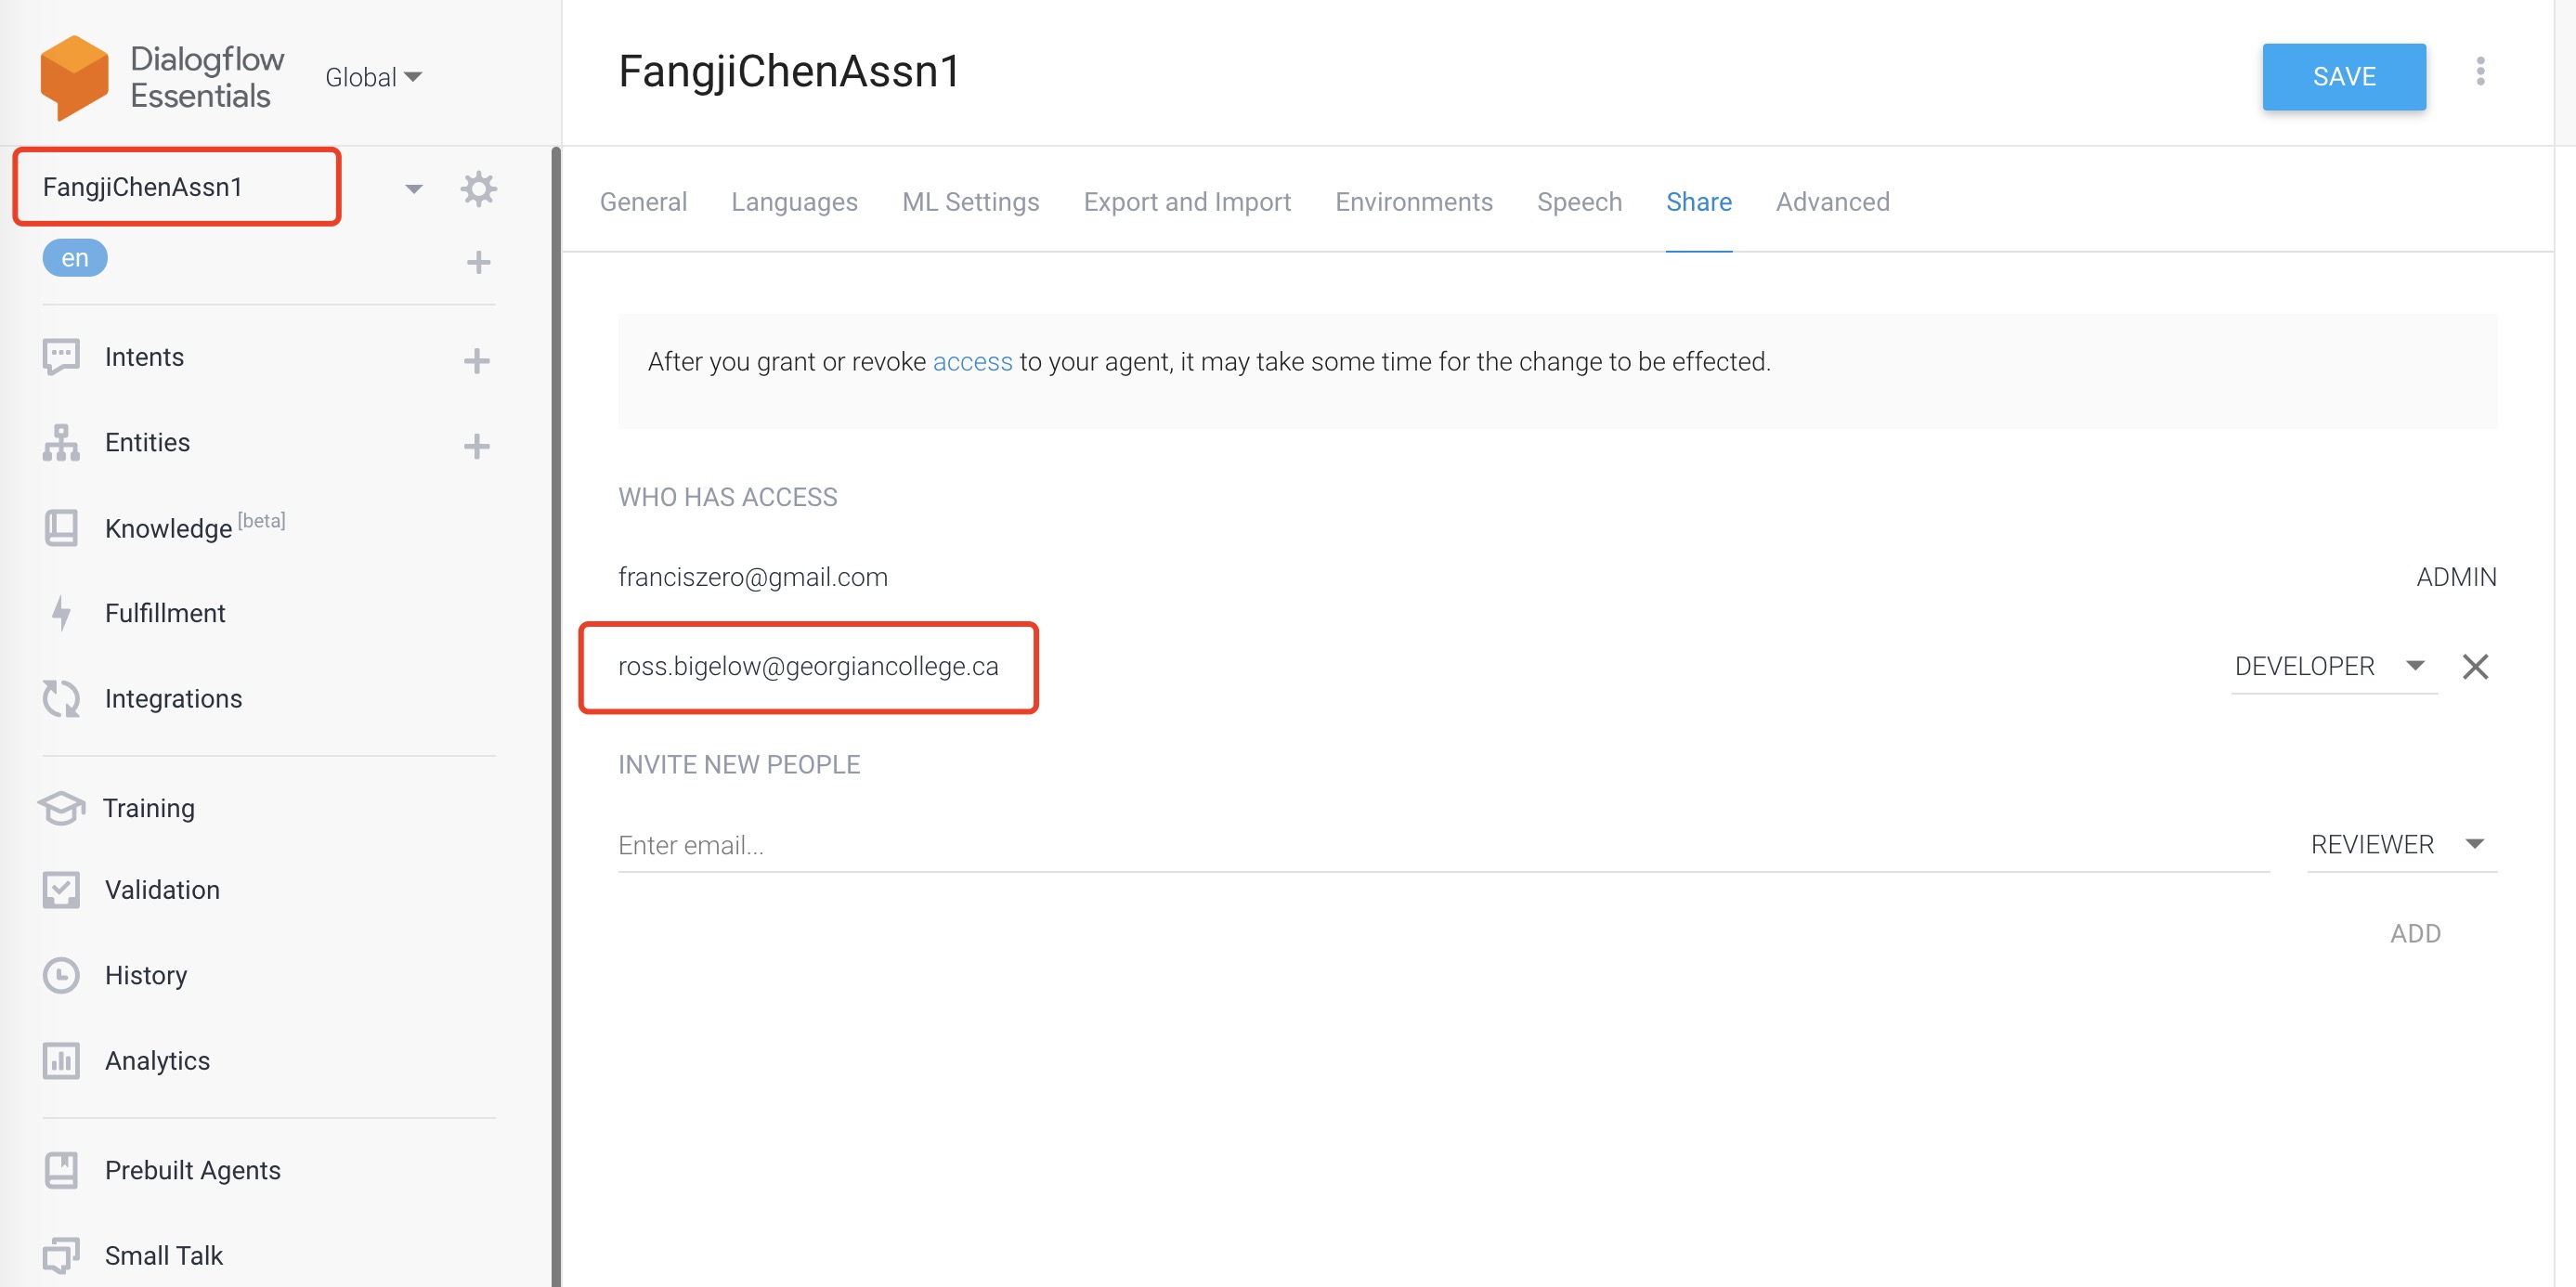 Dialogflow
Essentials
Global
FangjiChenAssn1
en
Intents
Entities
Knowledge [beta]
Fulfillment
Integrations
Training
Validation
History
Analytics
Prebuilt Agents
Small Talk
FangjiChenAssn1
SAVE
General Languages ML Settings Export and Import Environments Speech Share Advanced
After you grant or revoke access to your agent, it may take some time for the change to be effected.
WHO HAS ACCESS
franciszero@gmail.com ADMIN
ross.bigelow@georgiancollege.ca DEVELOPER
INVITE NEW PEOPLE
Enter email... REVIEWER
ADD